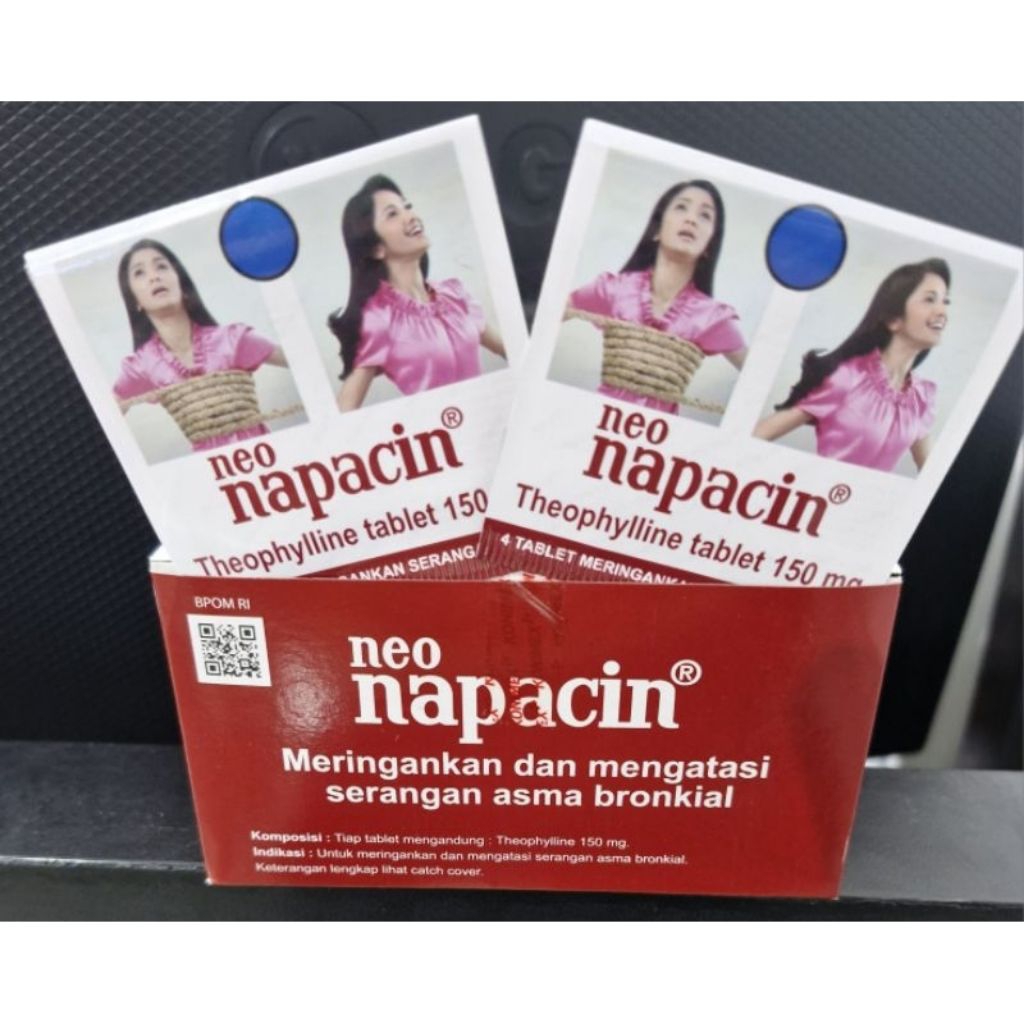 neo
napacin®
Theophylline tablet 150
neo
napacin®
Theophylline tablet 150 mg
4 TABLET
BPOM RI
neo
napacin®
Meringankan dan mengatasi
serangan asma bronkial
Komposisi : Tiap tablet mengandung : Theophylline 150 mg.
Indikasi : Untuk meringankan dan mengatasi serangan asma bronkial.
Keterangan lengkap lihat catch cover.